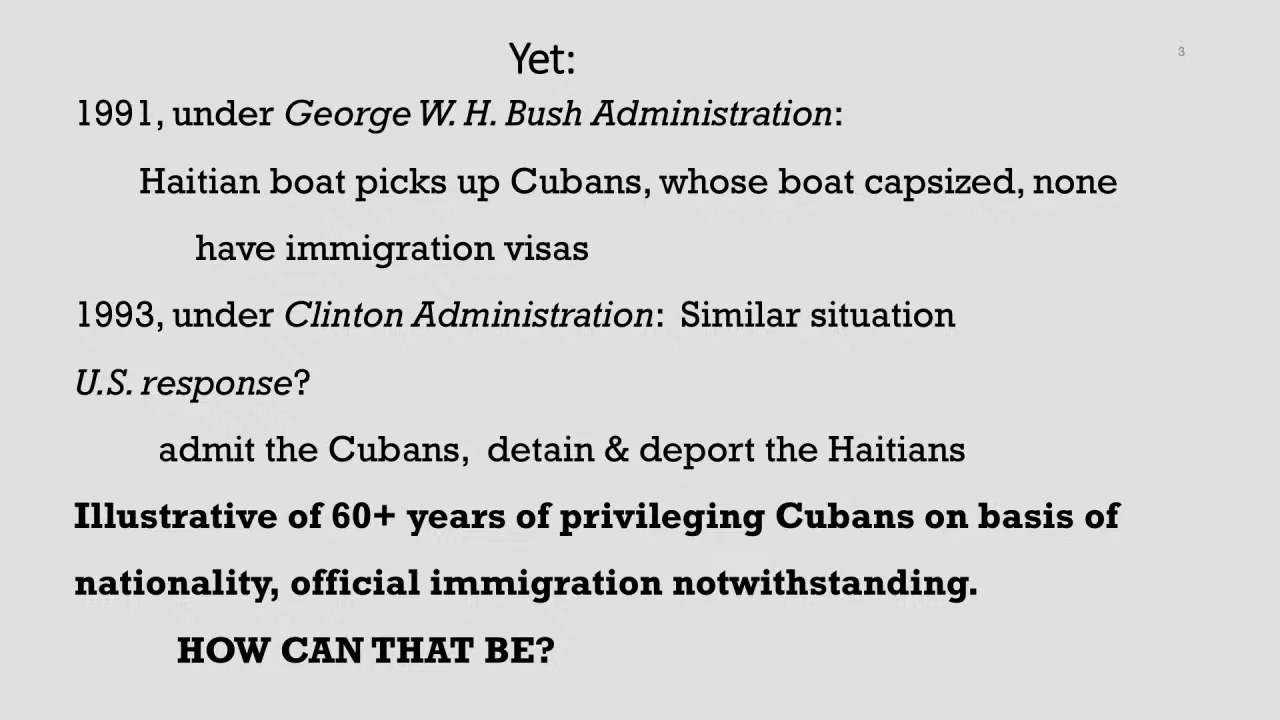 Yet:
3
1991, under George W. H. Bush Administration:
Haitian boat picks up Cubans, whose boat capsized, none
have immigration visas
1993, under Clinton Administration: Similar situation
U.S. response?
admit the Cubans, detain & deport the Haitians
Illustrative of 60+ years of privileging Cubans on basis of
nationality, official immigration notwithstanding.
HOW CAN THAT BE?